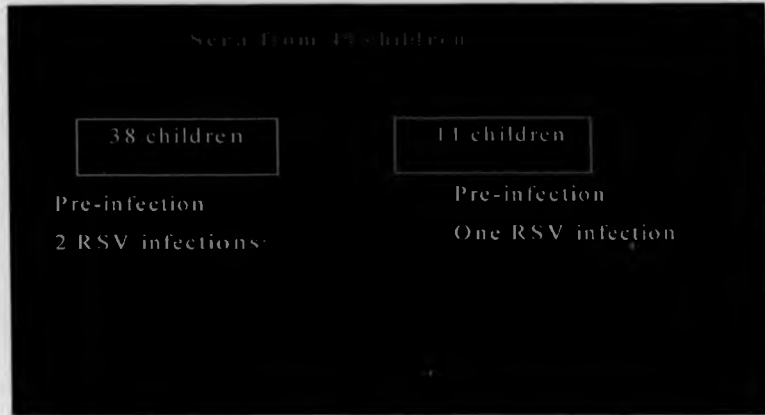 Sera from 49 children
38 children
11 children
Pre-infection
2 RSV infections
Pre-infection
One RSV infection